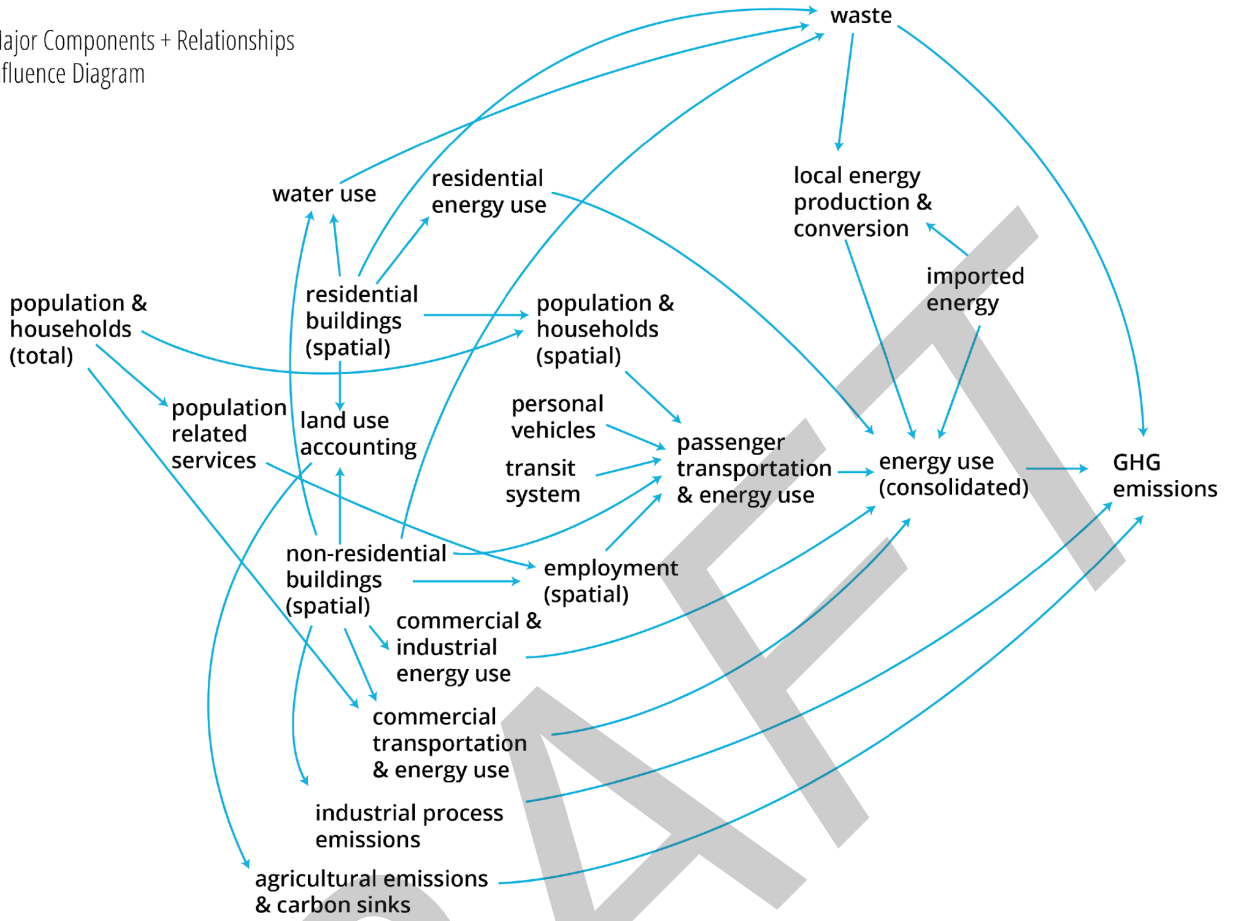 Major Components + Relationships
nfluence Diagram
waste
water use
residential
energy use
local energy
production &
conversion
imported
energy
population &
households
(total)
residential
buildings
(spatial)
population &
households
(spatial)
population
related
services
land use
accounting
personal
vehicles
transit
system
passenger
transportation
& energy use
energy use
(consolidated)
GHG
emissions
non-residential
buildings
(spatial)
employment
(spatial)
commercial &
industrial
energy use
commercial
transportation
& energy use
industrial process
emissions
agricultural emissions
& carbon sinks
RAFT